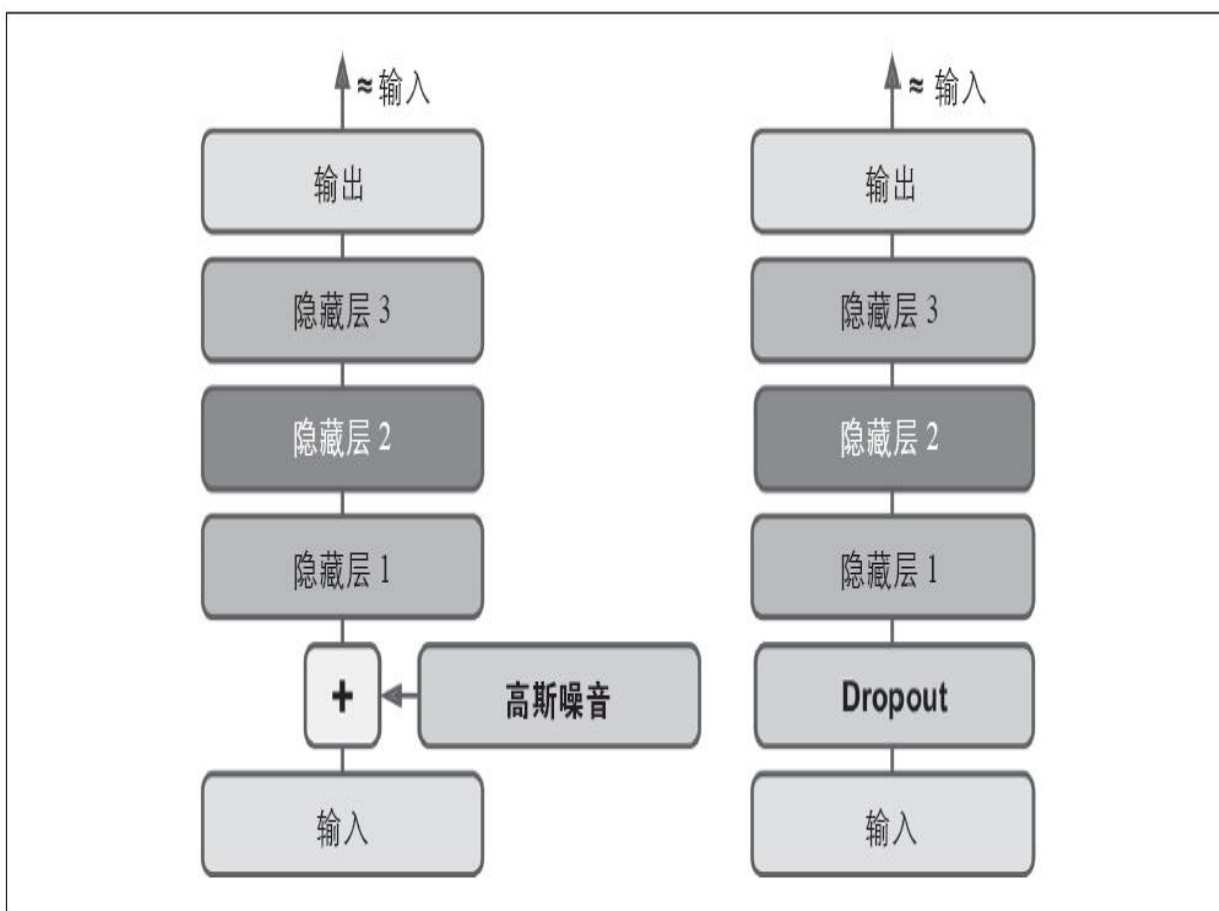 ≈ 输入
输出
隐藏层 3
隐藏层 2
隐藏层 1
+
高斯噪音
输入
≈ 输入
输出
隐藏层 3
隐藏层 2
隐藏层 1
Dropout
输入